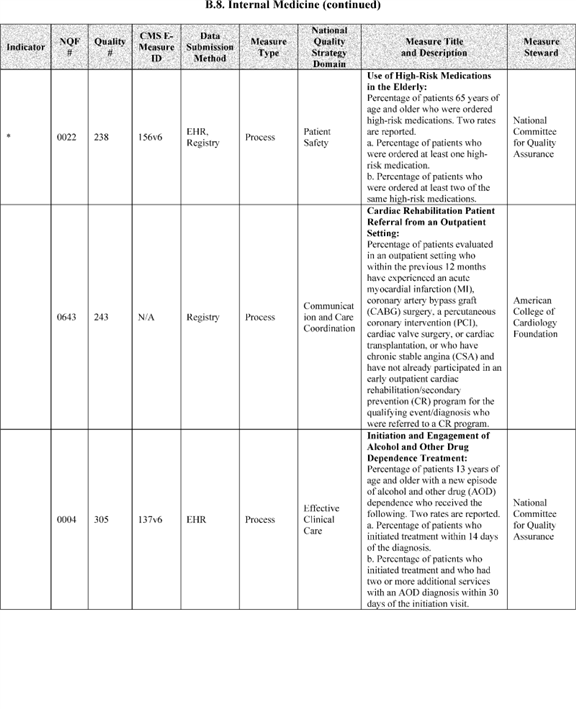 B.8. Internal Medicine (continued)
Indicator
NQF
#
Quality
#
CMS E-
Measure
ID
Data
Submission
Method
Measure
Type
National
Quality
Strategy
Domain
Measure Title
and Description
Measure
Steward
*
0022
238
156v6
EHR,
Registry
Process
Patient
Safety
Use of High-Risk Medications
in the Elderly:
Percentage of patients 65 years of
age and older who were ordered
high-risk medications. Two rates
are reported.
a. Percentage of patients who
were ordered at least one high-
risk medication.
b. Percentage of patients who
were ordered at least two of the
same high-risk medications.
National
Committee
for Quality
Assurance
0643
243
N/A
Registry
Process
Communicat
ion and Care
Coordination
Cardiac Rehabilitation Patient
Referral from an Outpatient
Setting:
Percentage of patients evaluated
in an outpatient setting who
within the previous 12 months
have experienced an acute
myocardial infarction (MI),
coronary artery bypass graft
(CABG) surgery, a percutaneous
coronary intervention (PCI),
cardiac valve surgery, or cardiac
transplantation, or who have
chronic stable angina (CSA) and
have not already participated in an
early outpatient cardiac
rehabilitation/secondary
prevention (CR) program for the
qualifying event/diagnosis who
were referred to a CR program.
American
College of
Cardiology
Foundation
0004
305
137v6
EHR
Process
Effective
Clinical
Care
Initiation and Engagement of
Alcohol and Other Drug
Dependence Treatment:
Percentage of patients 13 years of
age and older with a new episode
of alcohol and other drug (AOD)
dependence who received the
following. Two rates are reported.
a. Percentage of patients who
initiated treatment within 14 days
of the diagnosis.
b. Percentage of patients who
initiated treatment and who had
two or more additional services
with an AOD diagnosis within 30
days of the initiation visit.
National
Committee
for Quality
Assurance